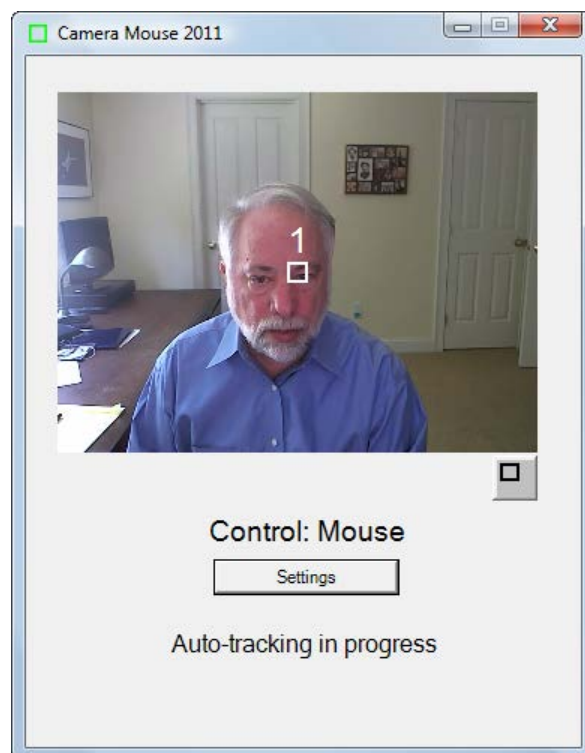 Camera Mouse 2011
1
Control: Mouse
Settings
Auto-tracking in progress